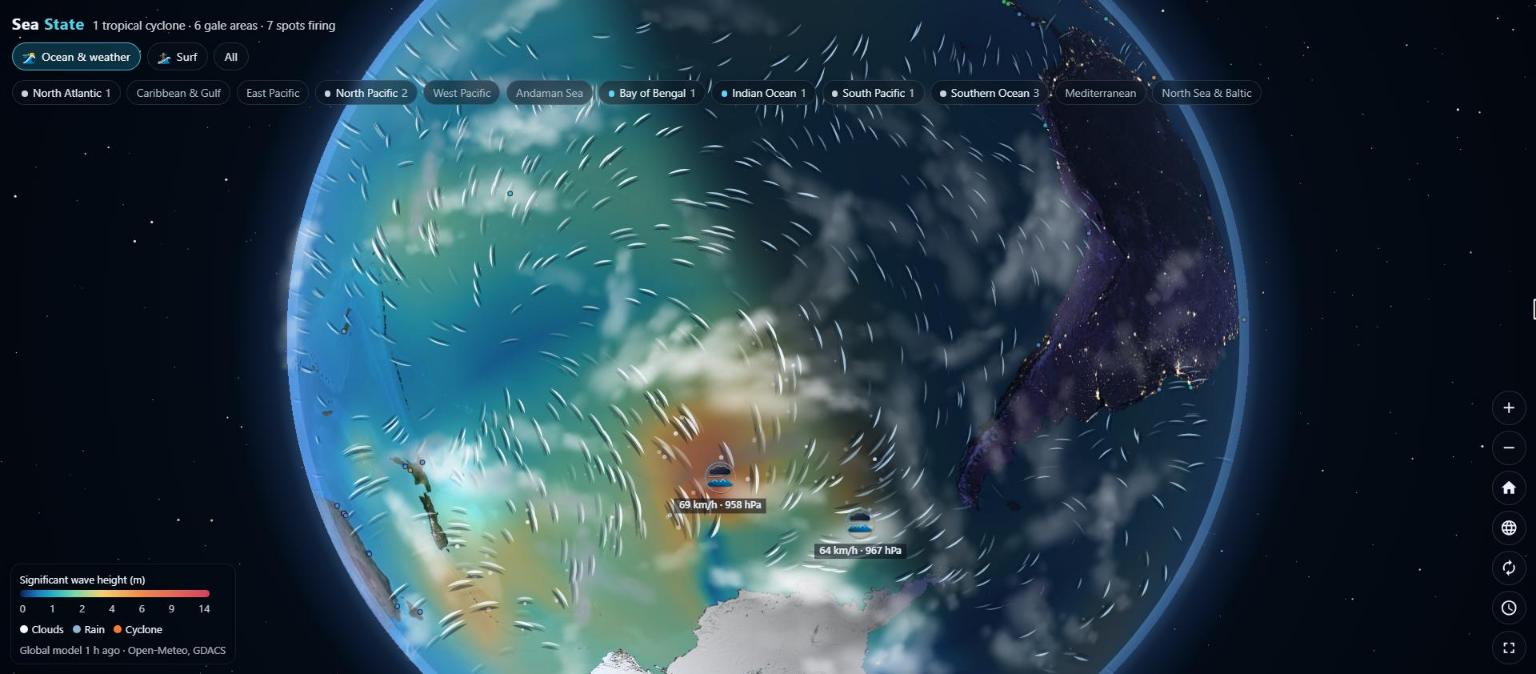 Sea State 1 tropical cyclone · 6 gale areas · 7 spots firing
Ocean & weather Surf All
North Atlantic 1 Caribbean & Gulf East Pacific North Pacific 2 West Pacific Andaman Sea Bay of Bengal 1 Indian Ocean 1 South Pacific 1 Southern Ocean 3 Mediterranean North Sea & Baltic
69 km/h · 958 hPa
64 km/h · 967 hPa
Significant wave height (m)
0 1 2 4 6 9 14
Clouds Rain Cyclone
Global model 1 h ago · Open-Meteo, GDACS